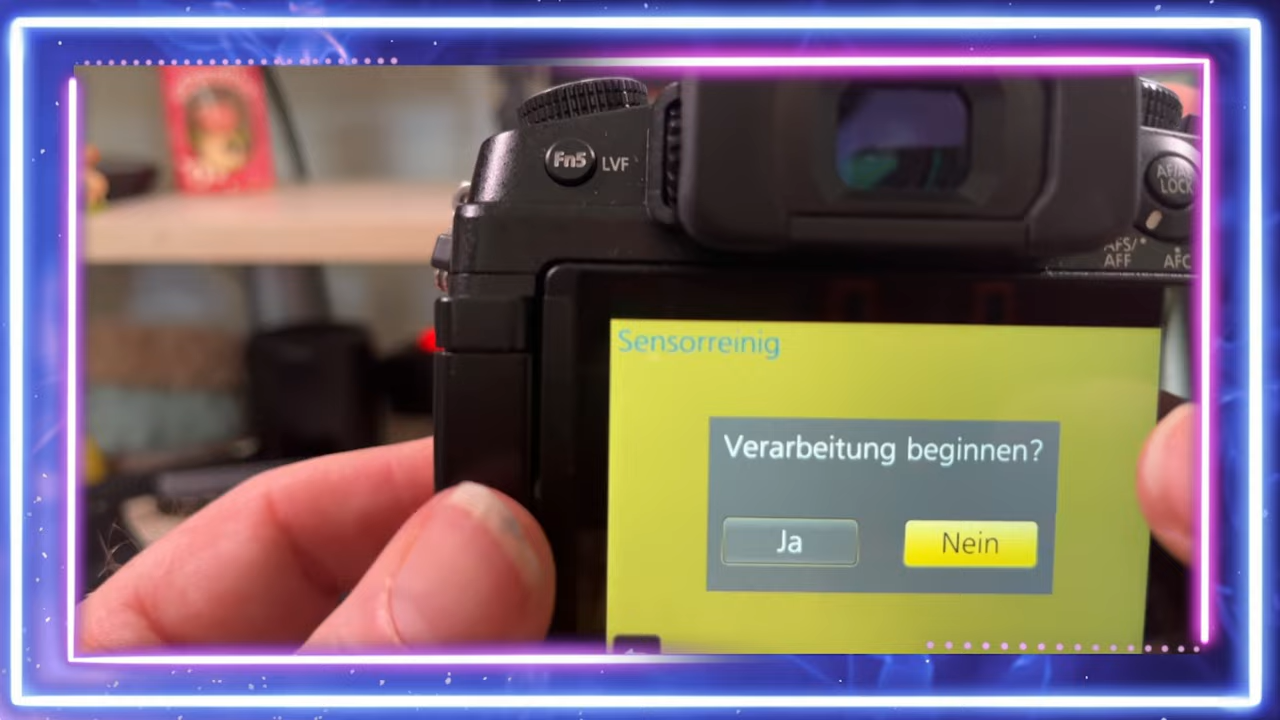 Fn5 LVF
AF/AE
LOCK
AFS/
AFF AFC
Sensorreinig
Verarbeitung beginnen?
Ja Nein